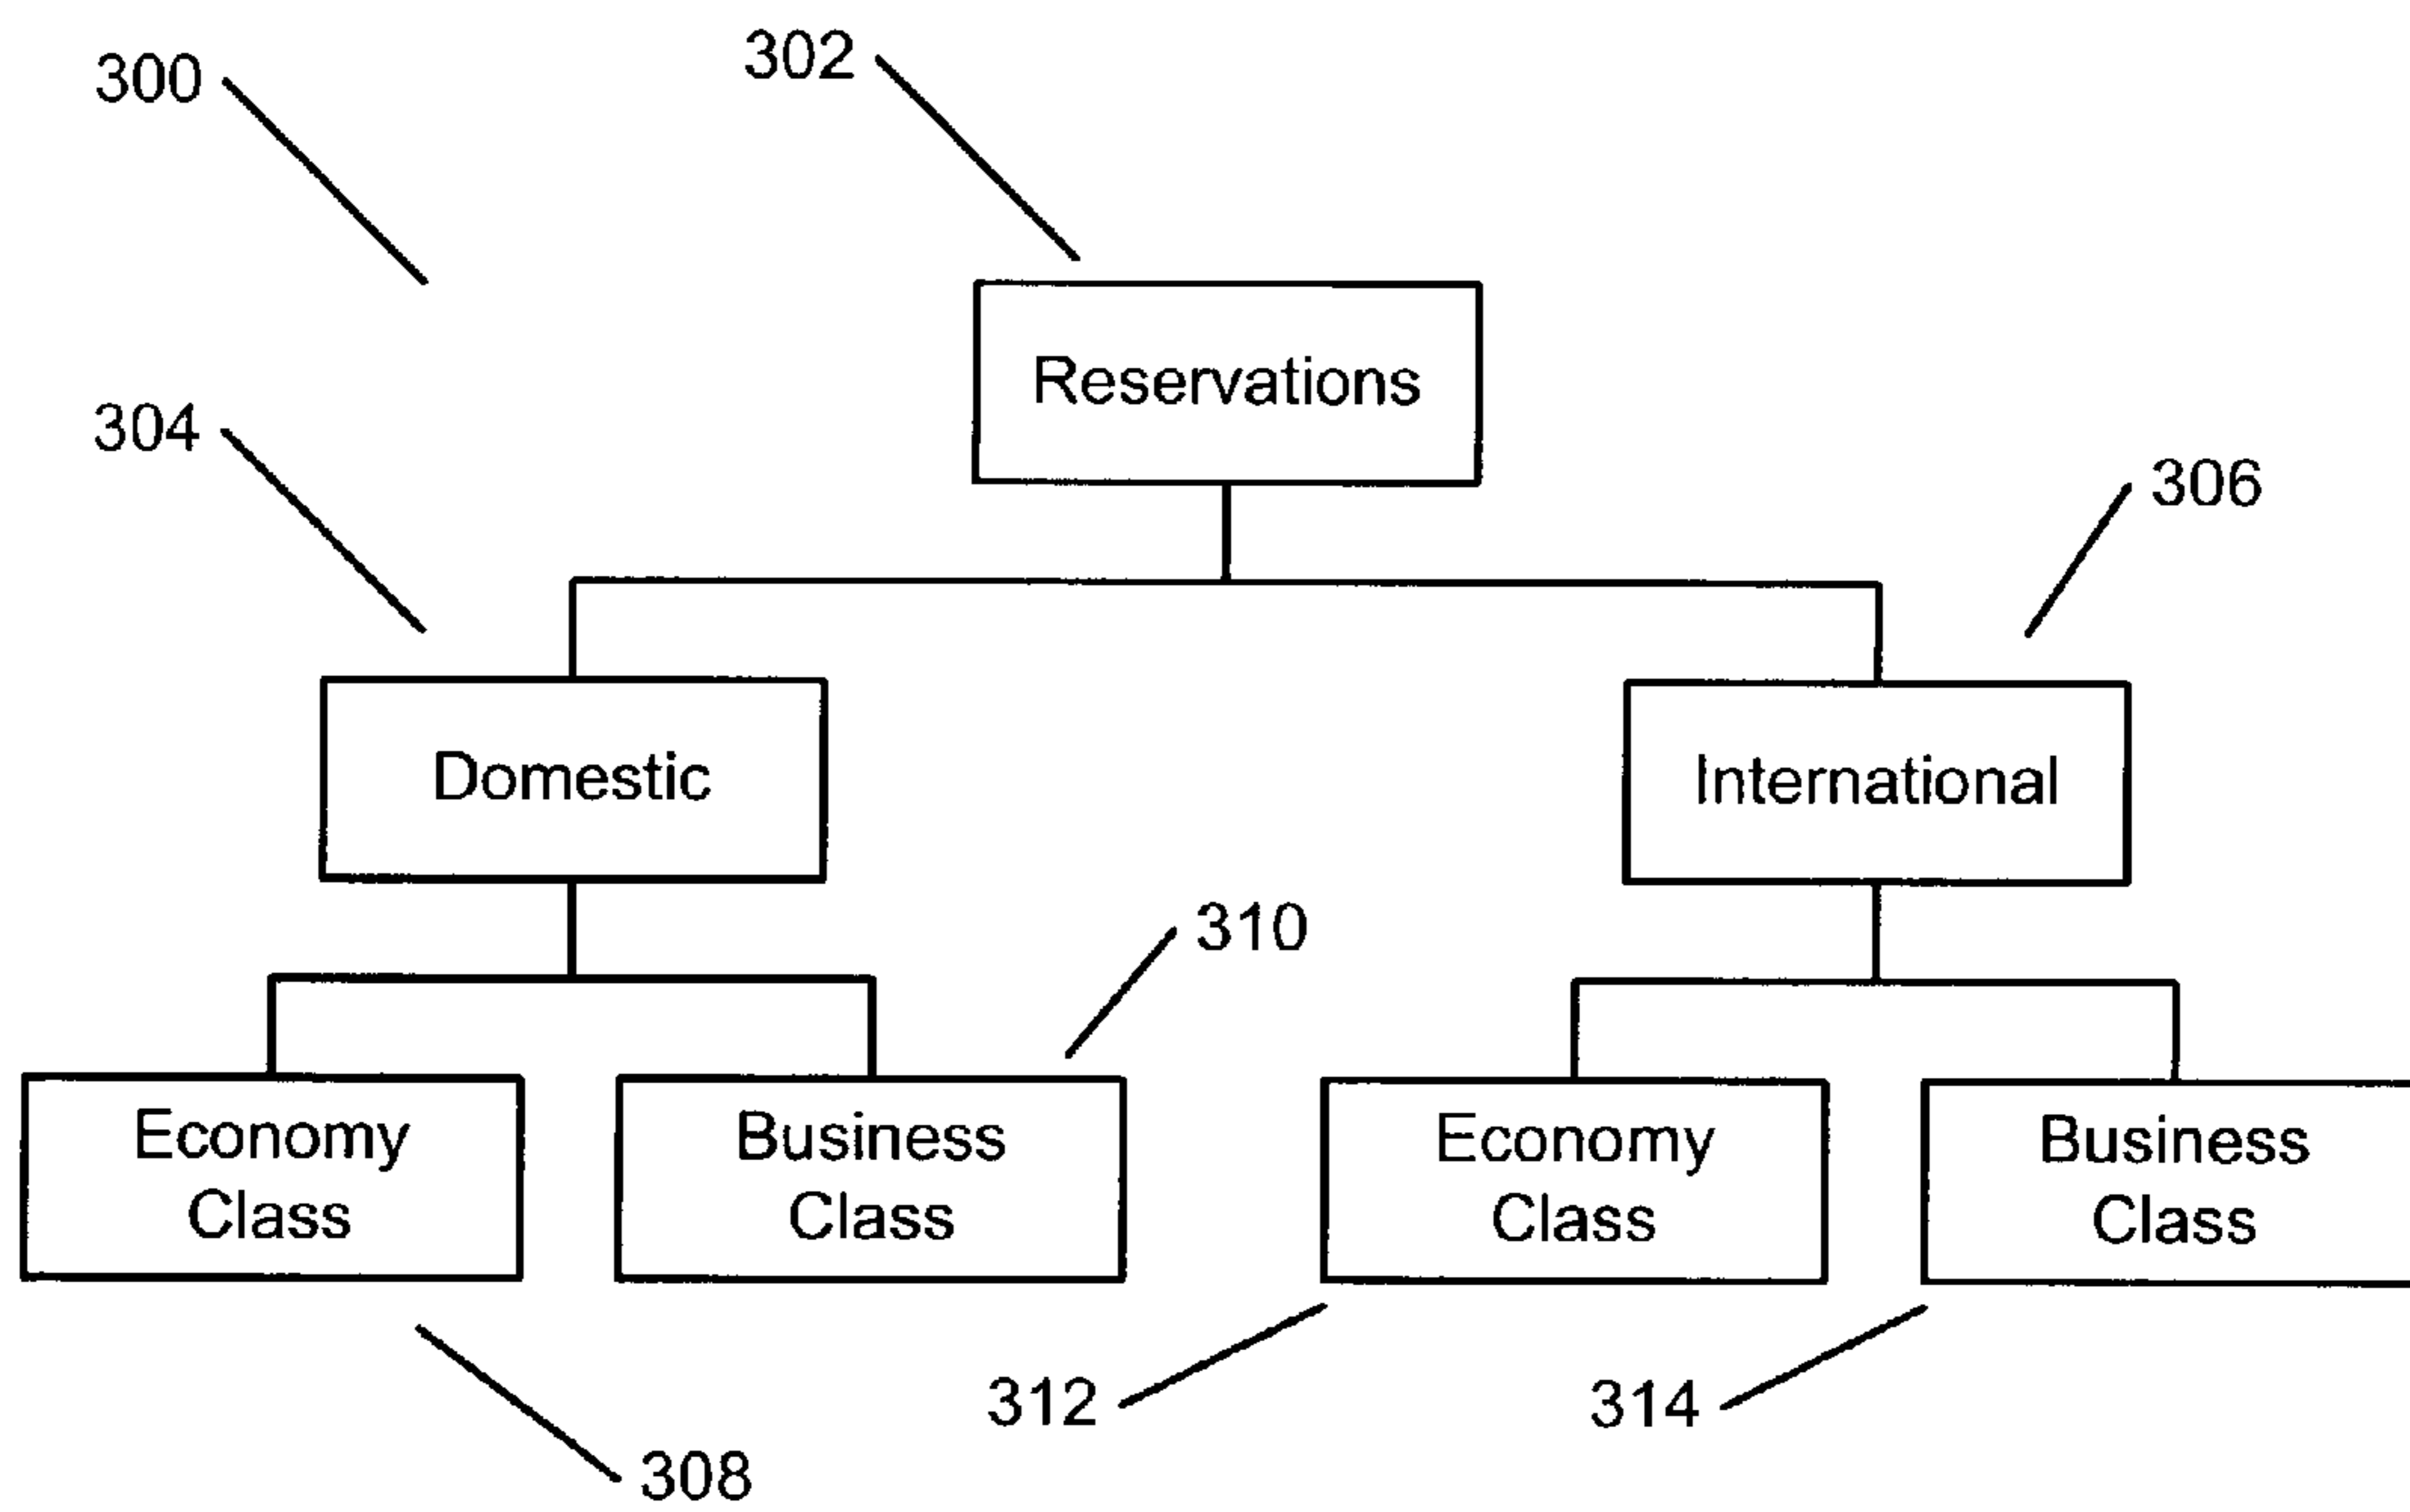 300
302
Reservations
304
306
Domestic
International
310
Economy
Class
Business
Class
Economy
Class
Business
Class
312
314
308